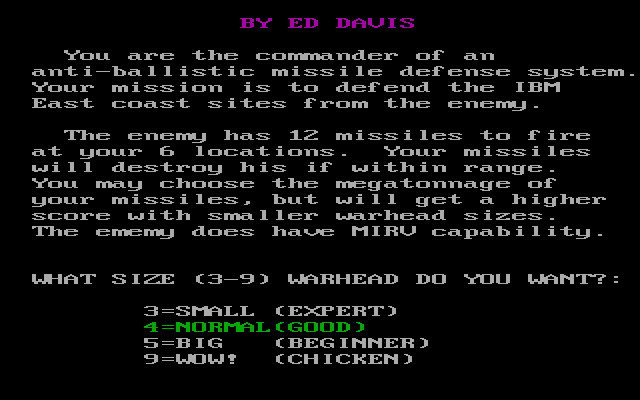 BY ED DAVIS
You are the commander of an
anti-ballistic missile defense system.
Your mission is to defend the IBM
East coast sites from the enemy.
The enemy has 12 missiles to fire
at your 6 locations.  Your missiles
will destroy his if within range.
You may choose the megatonnage of
your missiles, but will get a higher
score with smaller warhead sizes.
The ememy does have MIRV capability.
WHAT SIZE (3-9) WARHEAD DO YOU WANT?:
3=SMALL (EXPERT)
4=NORMAL(GOOD)
5=BIG   (BEGINNER)
9=WOW!  (CHICKEN)